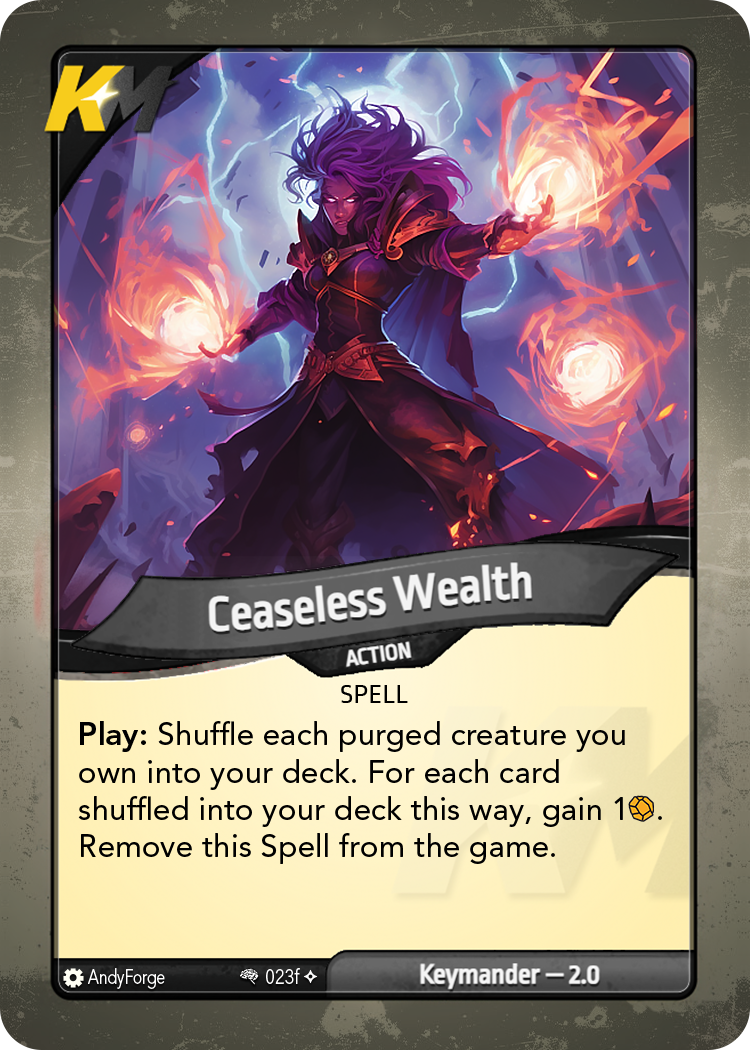 KM
Ceaseless Wealth
ACTION
SPELL
Play: Shuffle each purged creature you
own into your deck. For each card
shuffled into your deck this way, gain 1.
Remove this Spell from the game.
AndyForge 023f Keymander — 2.0